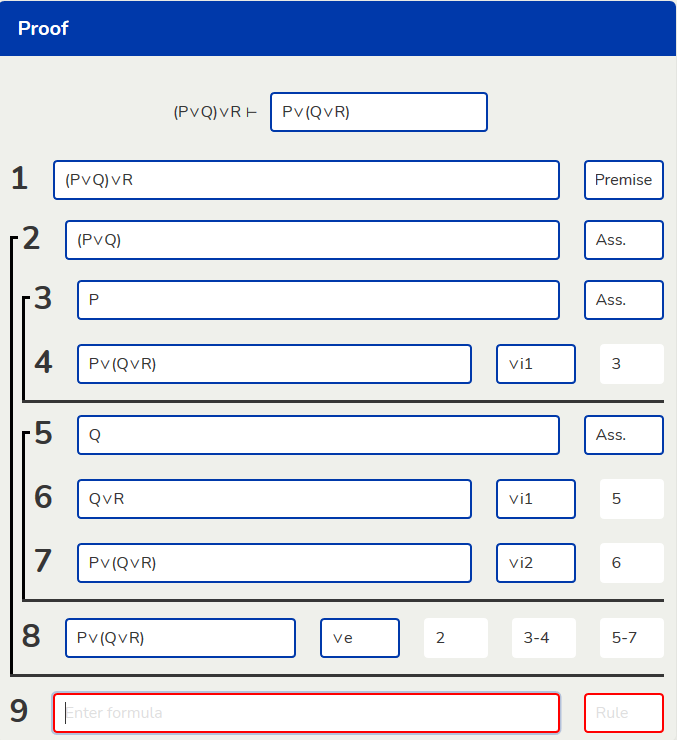 Proof
(P∨Q)∨R ⊢ P∨(Q∨R)
1 (P∨Q)∨R Premise
2 (P∨Q) Ass.
3 P Ass.
4 P∨(Q∨R) ∨i1 3
5 Q Ass.
6 Q∨R ∨i1 5
7 P∨(Q∨R) ∨i2 6
8 P∨(Q∨R) ∨e 2 3-4 5-7
9 Enter formula Rule